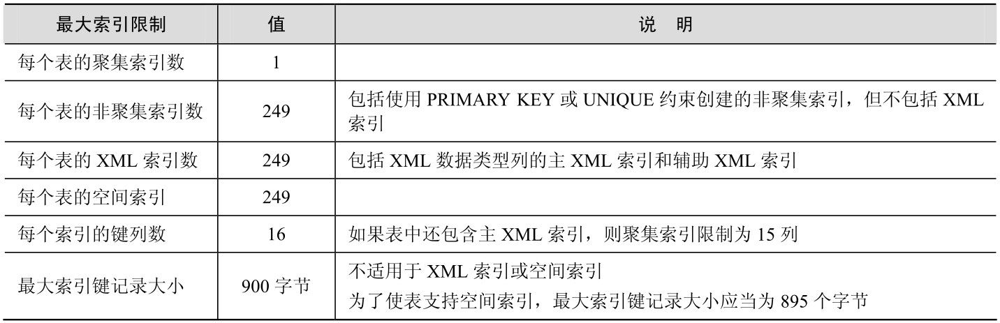 最大索引限制 值 说 明
每个表的聚集索引数 1
每个表的非聚集索引数 249 包括使用 PRIMARY KEY 或 UNIQUE 约束创建的非聚集索引，但不包括 XML
索引
每个表的 XML 索引数 249 包括 XML 数据类型列的主 XML 索引和辅助 XML 索引
每个表的空间索引 249
每个索引的键列数 16 如果表中还包含主 XML 索引，则聚集索引限制为 15 列
最大索引键记录大小 900 字节 不适用于 XML 索引或空间索引
为了使表支持空间索引，最大索引键记录大小应当为 895 个字节